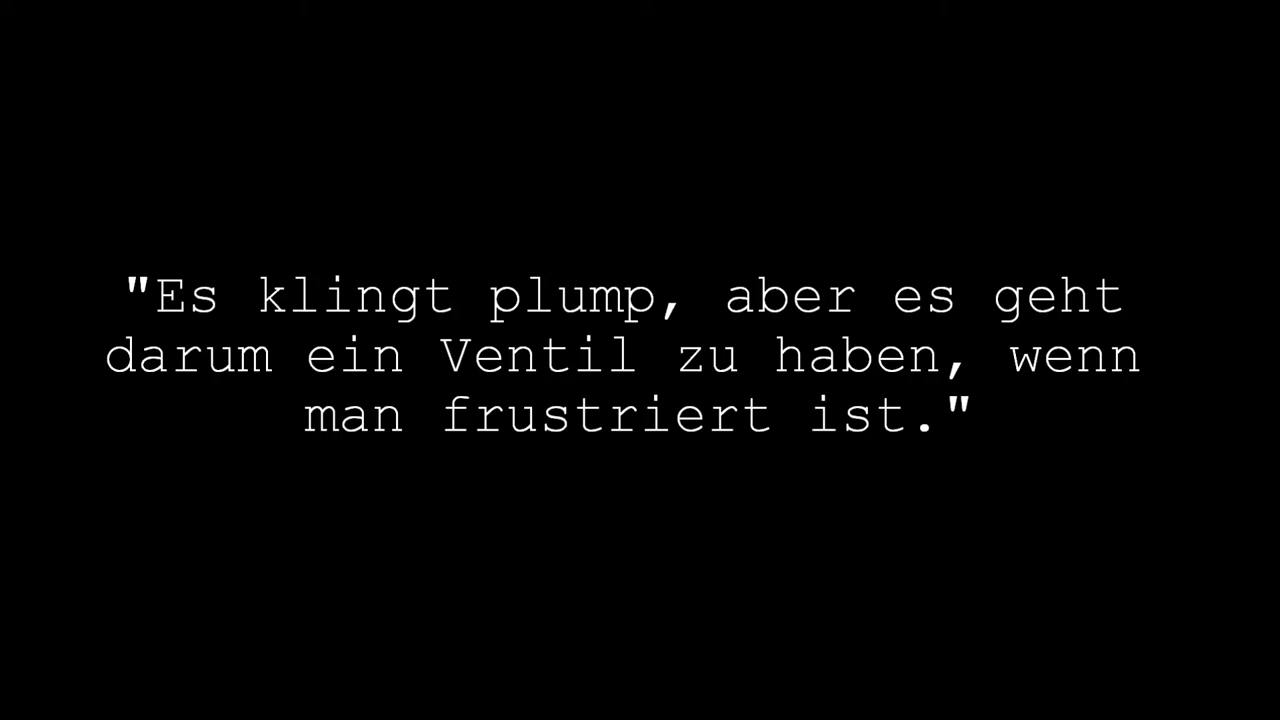 "Es klingt plump, aber es geht
darum ein Ventil zu haben, wenn
man frustriert ist."